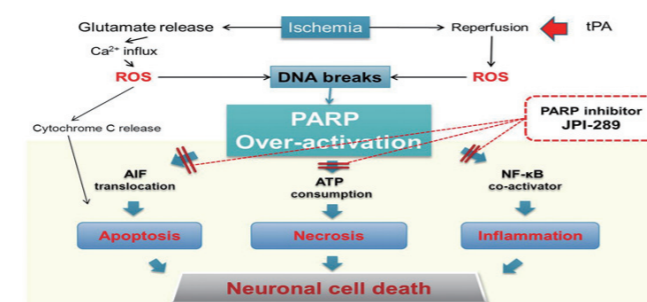 Glutamate release
Ischemia
Reperfusion
tPA
Ca²⁺ influx
ROS
DNA breaks
ROS
PARP
Over-activation
PARP inhibitor
JPI-289
Cytochrome C release
AIF
translocation
ATP
consumption
NF-κB
co-activator
Apoptosis
Necrosis
Inflammation
Neuronal cell death